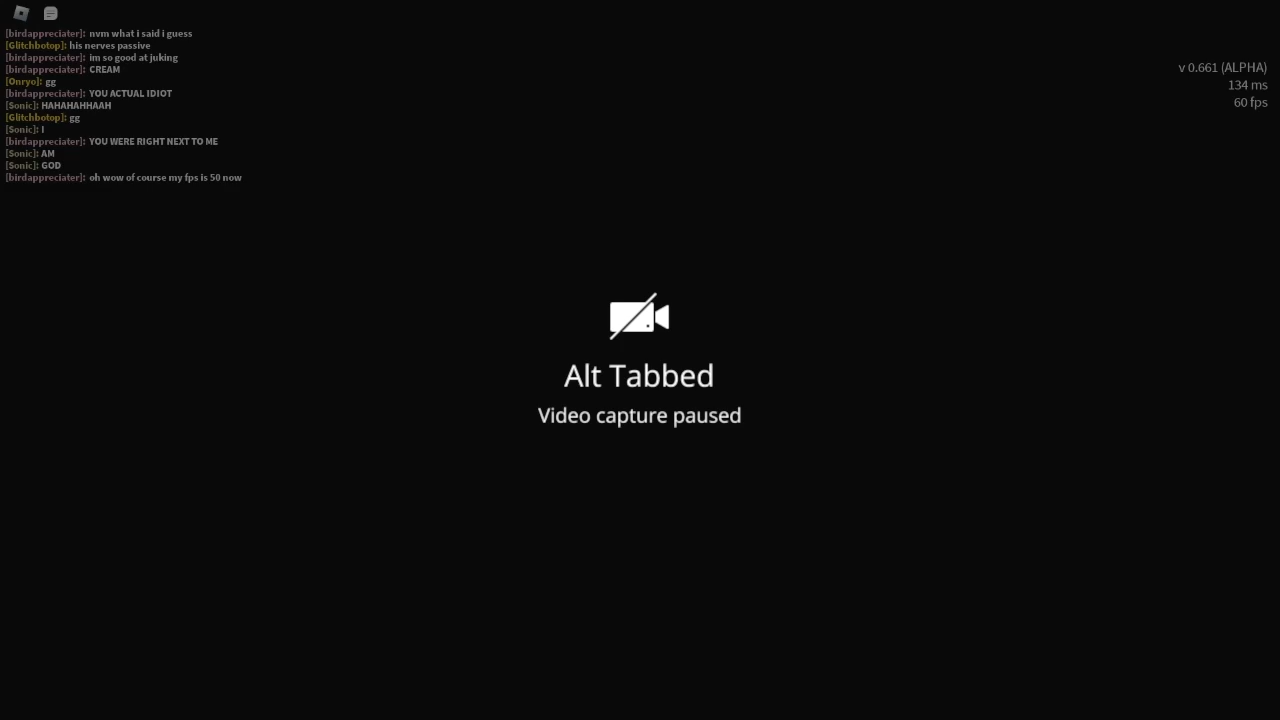 [birdappreciater]: nvm what i said i guess
[Glitchbotop]: his nerves passive
[birdappreciater]: im so good at juking
[birdappreciater]: CREAM
[Onryo]: gg
[birdappreciater]: YOU ACTUAL IDIOT
[Sonic]: HAHAHAHHAAH
[Glitchbotop]: gg
[Sonic]: I
[birdappreciater]: YOU WERE RIGHT NEXT TO ME
[Sonic]: AM
[Sonic]: GOD
[birdappreciater]: oh wow of course my fps is 50 now
v 0.661 (ALPHA)
134 ms
60 fps
Alt Tabbed
Video capture paused